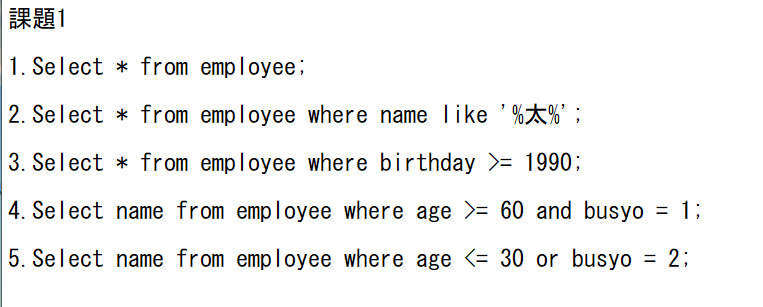 課題1
1.Select * from employee;
2.Select * from employee where name like '%太%';
3.Select * from employee where birthday >= 1990;
4.Select name from employee where age >= 60 and busyo = 1;
5.Select name from employee where age <= 30 or busyo = 2;